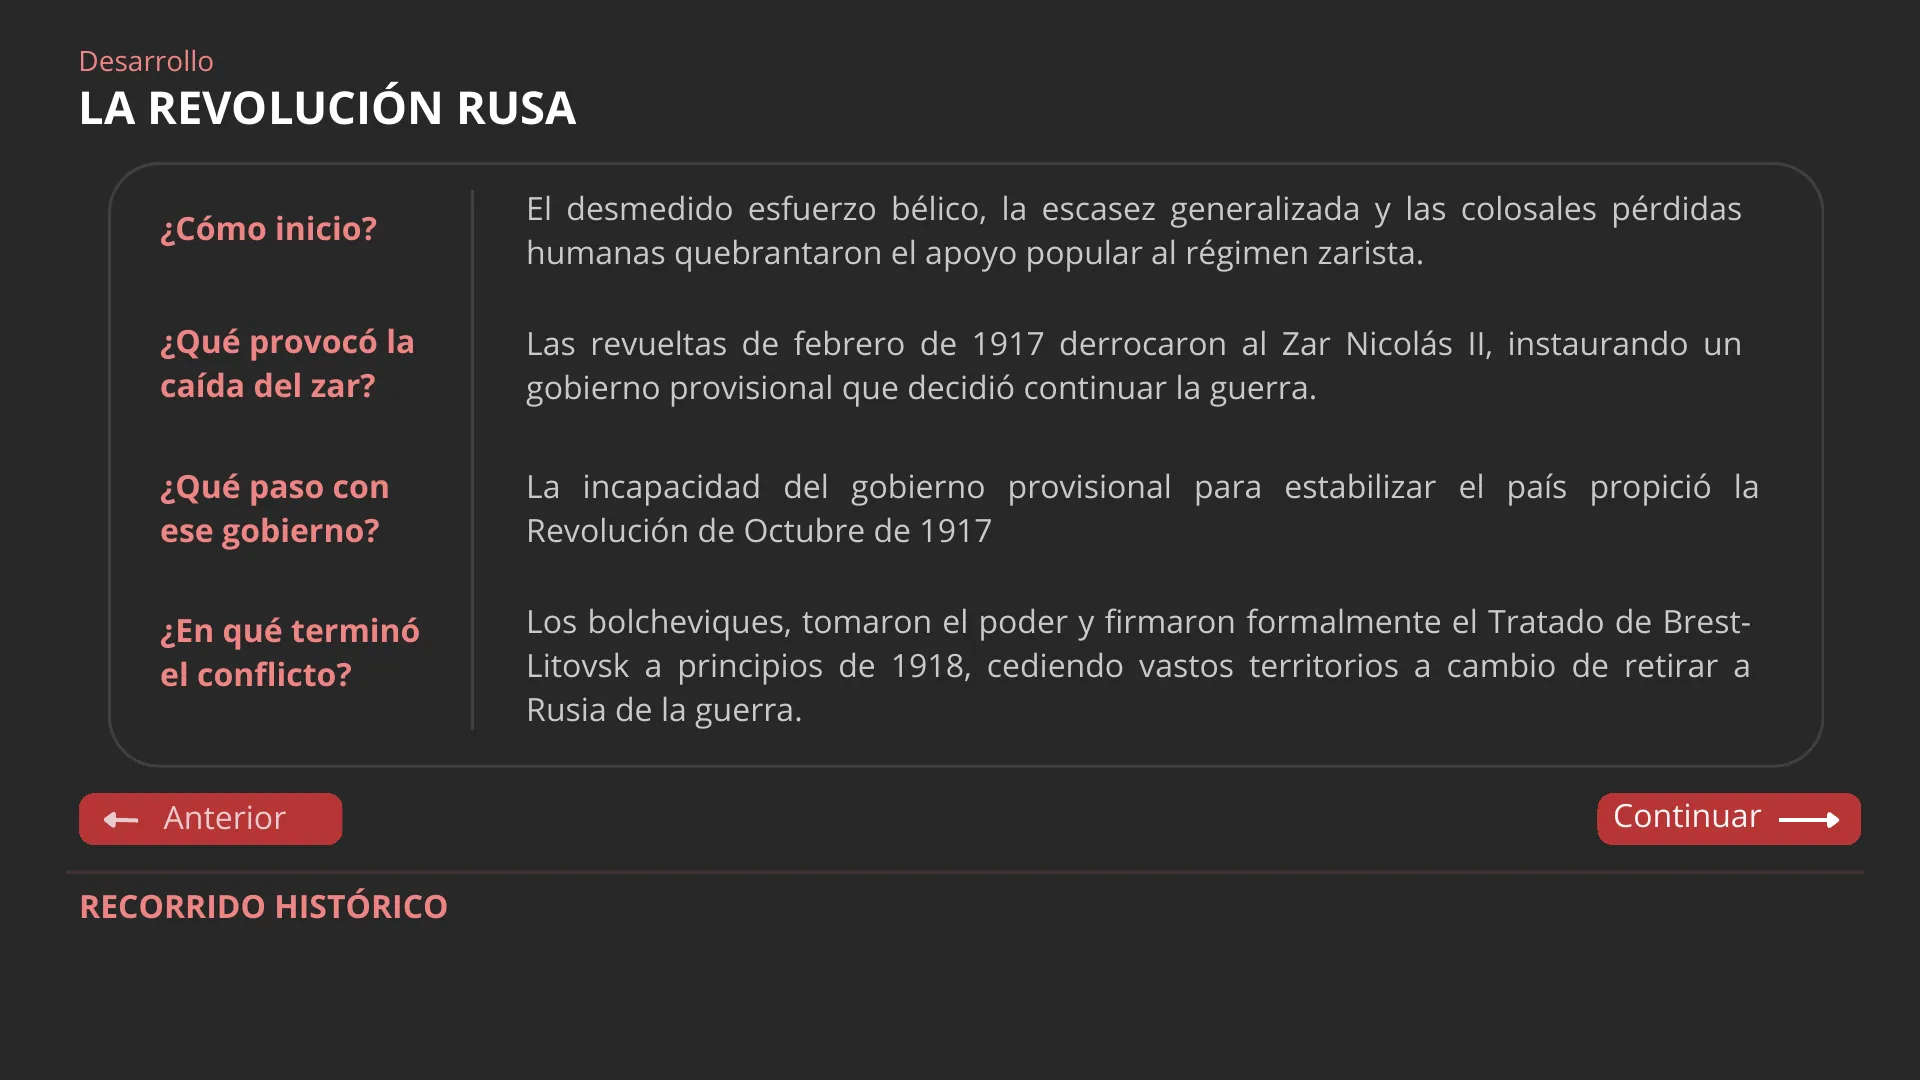 Desarrollo
LA REVOLUCIÓN RUSA
¿Cómo inicio?
El desmedido esfuerzo bélico, la escasez generalizada y las colosales pérdidas
humanas quebrantaron el apoyo popular al régimen zarista.
¿Qué provocó la
caída del zar?
Las revueltas de febrero de 1917 derrocaron al Zar Nicolás II, instaurando un
gobierno provisional que decidió continuar la guerra.
¿Qué paso con
ese gobierno?
La incapacidad del gobierno provisional para estabilizar el país propició la
Revolución de Octubre de 1917
¿En qué terminó
el conflicto?
Los bolcheviques, tomaron el poder y firmaron formalmente el Tratado de Brest-
Litovsk a principios de 1918, cediendo vastos territorios a cambio de retirar a
Rusia de la guerra.
Anterior
Continuar
RECORRIDO HISTÓRICO